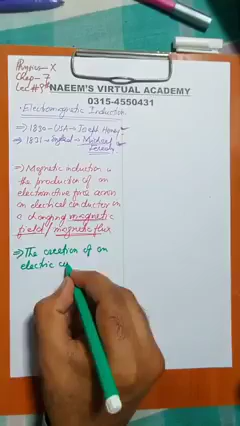 Physics - X
Chap - 7
Lec # 5th
NAEEM'S VIRTUAL ACADEMY
0315-4550431
Electromagnetic Induction
⇒ 1830 - USA - Joseph Henry
⇒ 1831 - England - Michael
Faraday
⇒ Magnetic induction is
the production of an
electromotive force across
an electrical conductor in
a changing magnetic
field / magnetic flux
⇒ The creation of an
electric cu